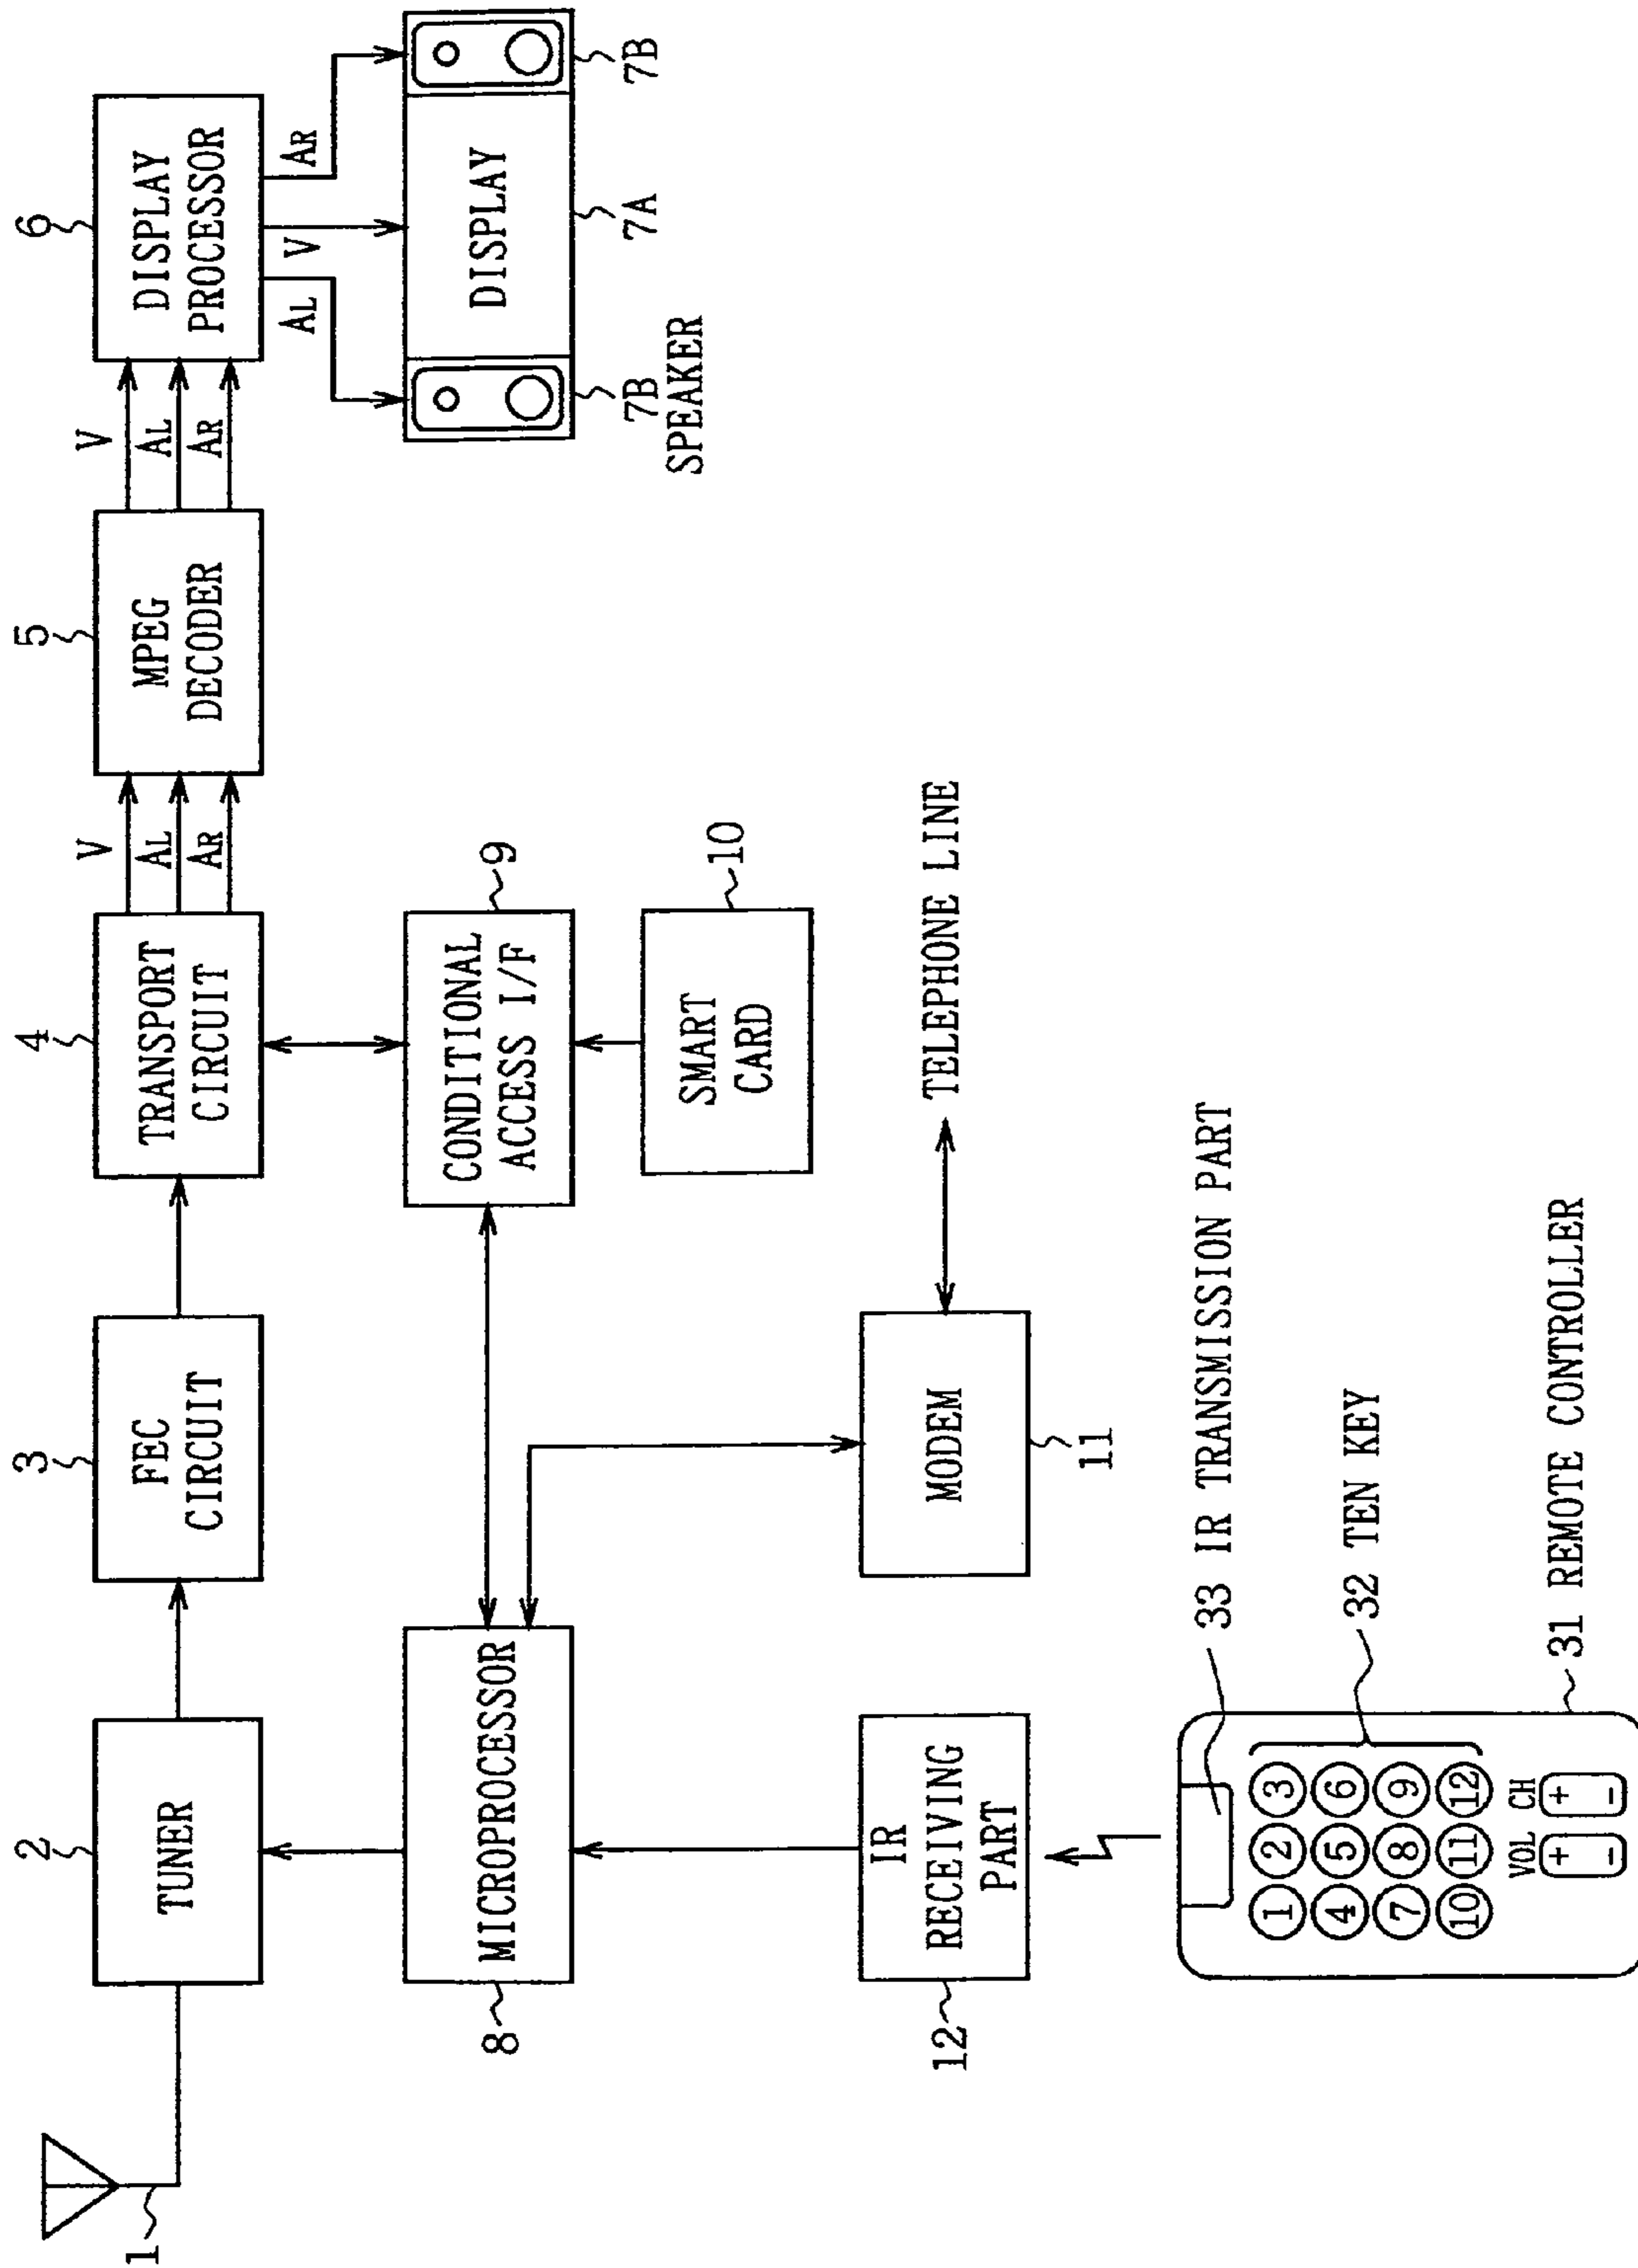 1
2
TUNER
3
FEC
CIRCUIT
4
TRANSPORT
CIRCUIT
V
AL
AR
5
MPEG
DECODER
V
AL
AR
6
DISPLAY
PROCESSOR
AL
V
AR
8
MICROPROCESSOR
CONDITIONAL
ACCESS I/F
9
DISPLAY
7B
SPEAKER
7A
7B
SMART
CARD
10
12
IR
RECEIVING
PART
MODEM
11
TELEPHONE LINE
33 IR TRANSMISSION PART
1 2 3
4 5 6
7 8 9
10 11 12
32 TEN KEY
VOL CH
+ +
- -
31 REMOTE CONTROLLER